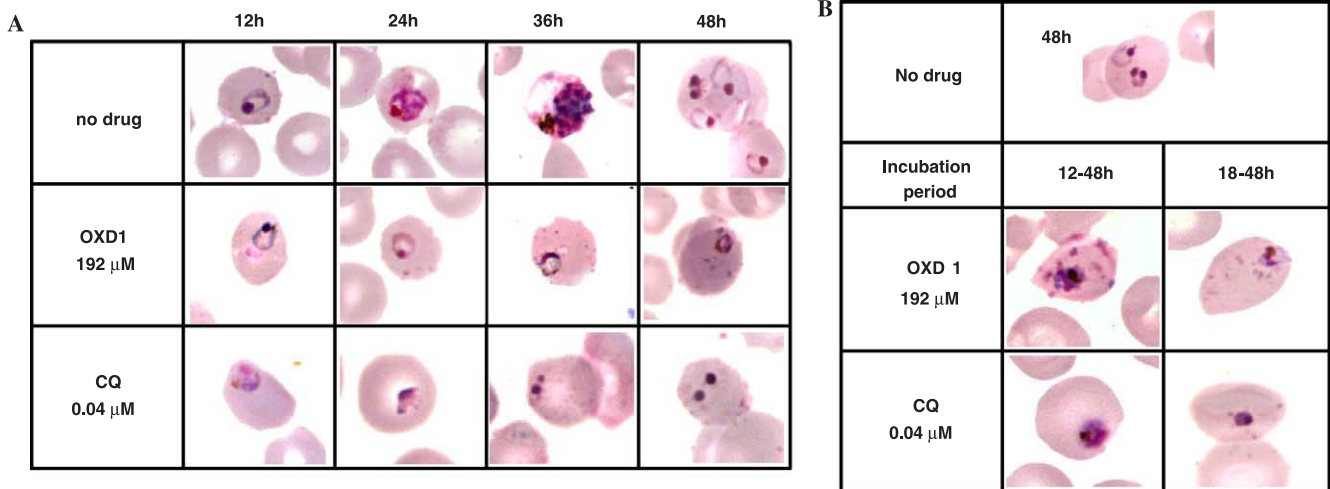 A
12h 24h 36h 48h
no drug
OXD1
192 μM
CQ
0.04 μM
B
No drug
48h
Incubation
period
12-48h 18-48h
OXD 1
192 μM
CQ
0.04 μM